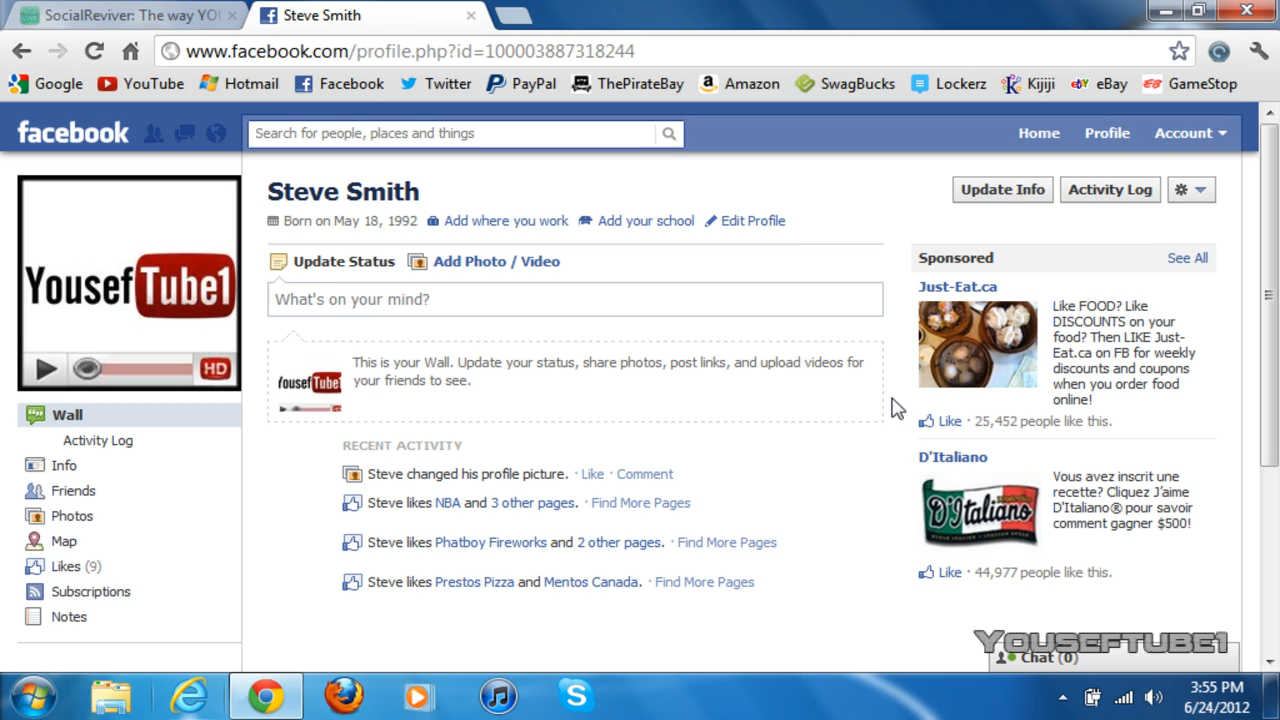 SocialReviver: The way YOU
Steve Smith
www.facebook.com/profile.php?id=100003887318244
Google YouTube Hotmail Facebook Twitter PayPal ThePirateBay Amazon SwagBucks Lockerz Kijiji eBay GameStop
facebook
Search for people, places and things
Home Profile Account
YousefTube1
HD
Wall
Activity Log
Info
Friends
Photos
Map
Likes (9)
Subscriptions
Notes
Steve Smith
Update Info Activity Log
Born on May 18, 1992 Add where you work Add your school Edit Profile
Update Status Add Photo / Video
What's on your mind?
This is your Wall. Update your status, share photos, post links, and upload videos for
your friends to see.
RECENT ACTIVITY
Steve changed his profile picture. · Like · Comment
Steve likes NBA and 3 other pages. · Find More Pages
Steve likes Phatboy Fireworks and 2 other pages. · Find More Pages
Steve likes Prestos Pizza and Mentos Canada. · Find More Pages
Sponsored See All
Just-Eat.ca
Like FOOD? Like
DISCOUNTS on your
food? Then LIKE Just-
Eat.ca on FB for weekly
discounts and coupons
when you order food
online!
Like · 25,452 people like this.
D'Italiano
D'Italiano
Vous avez inscrit une
recette? Cliquez J'aime
D'Italiano® pour savoir
comment gagner $500!
Like · 44,977 people like this.
YOUSEFTUBE1
Chat (0)
3:55 PM
6/24/2012